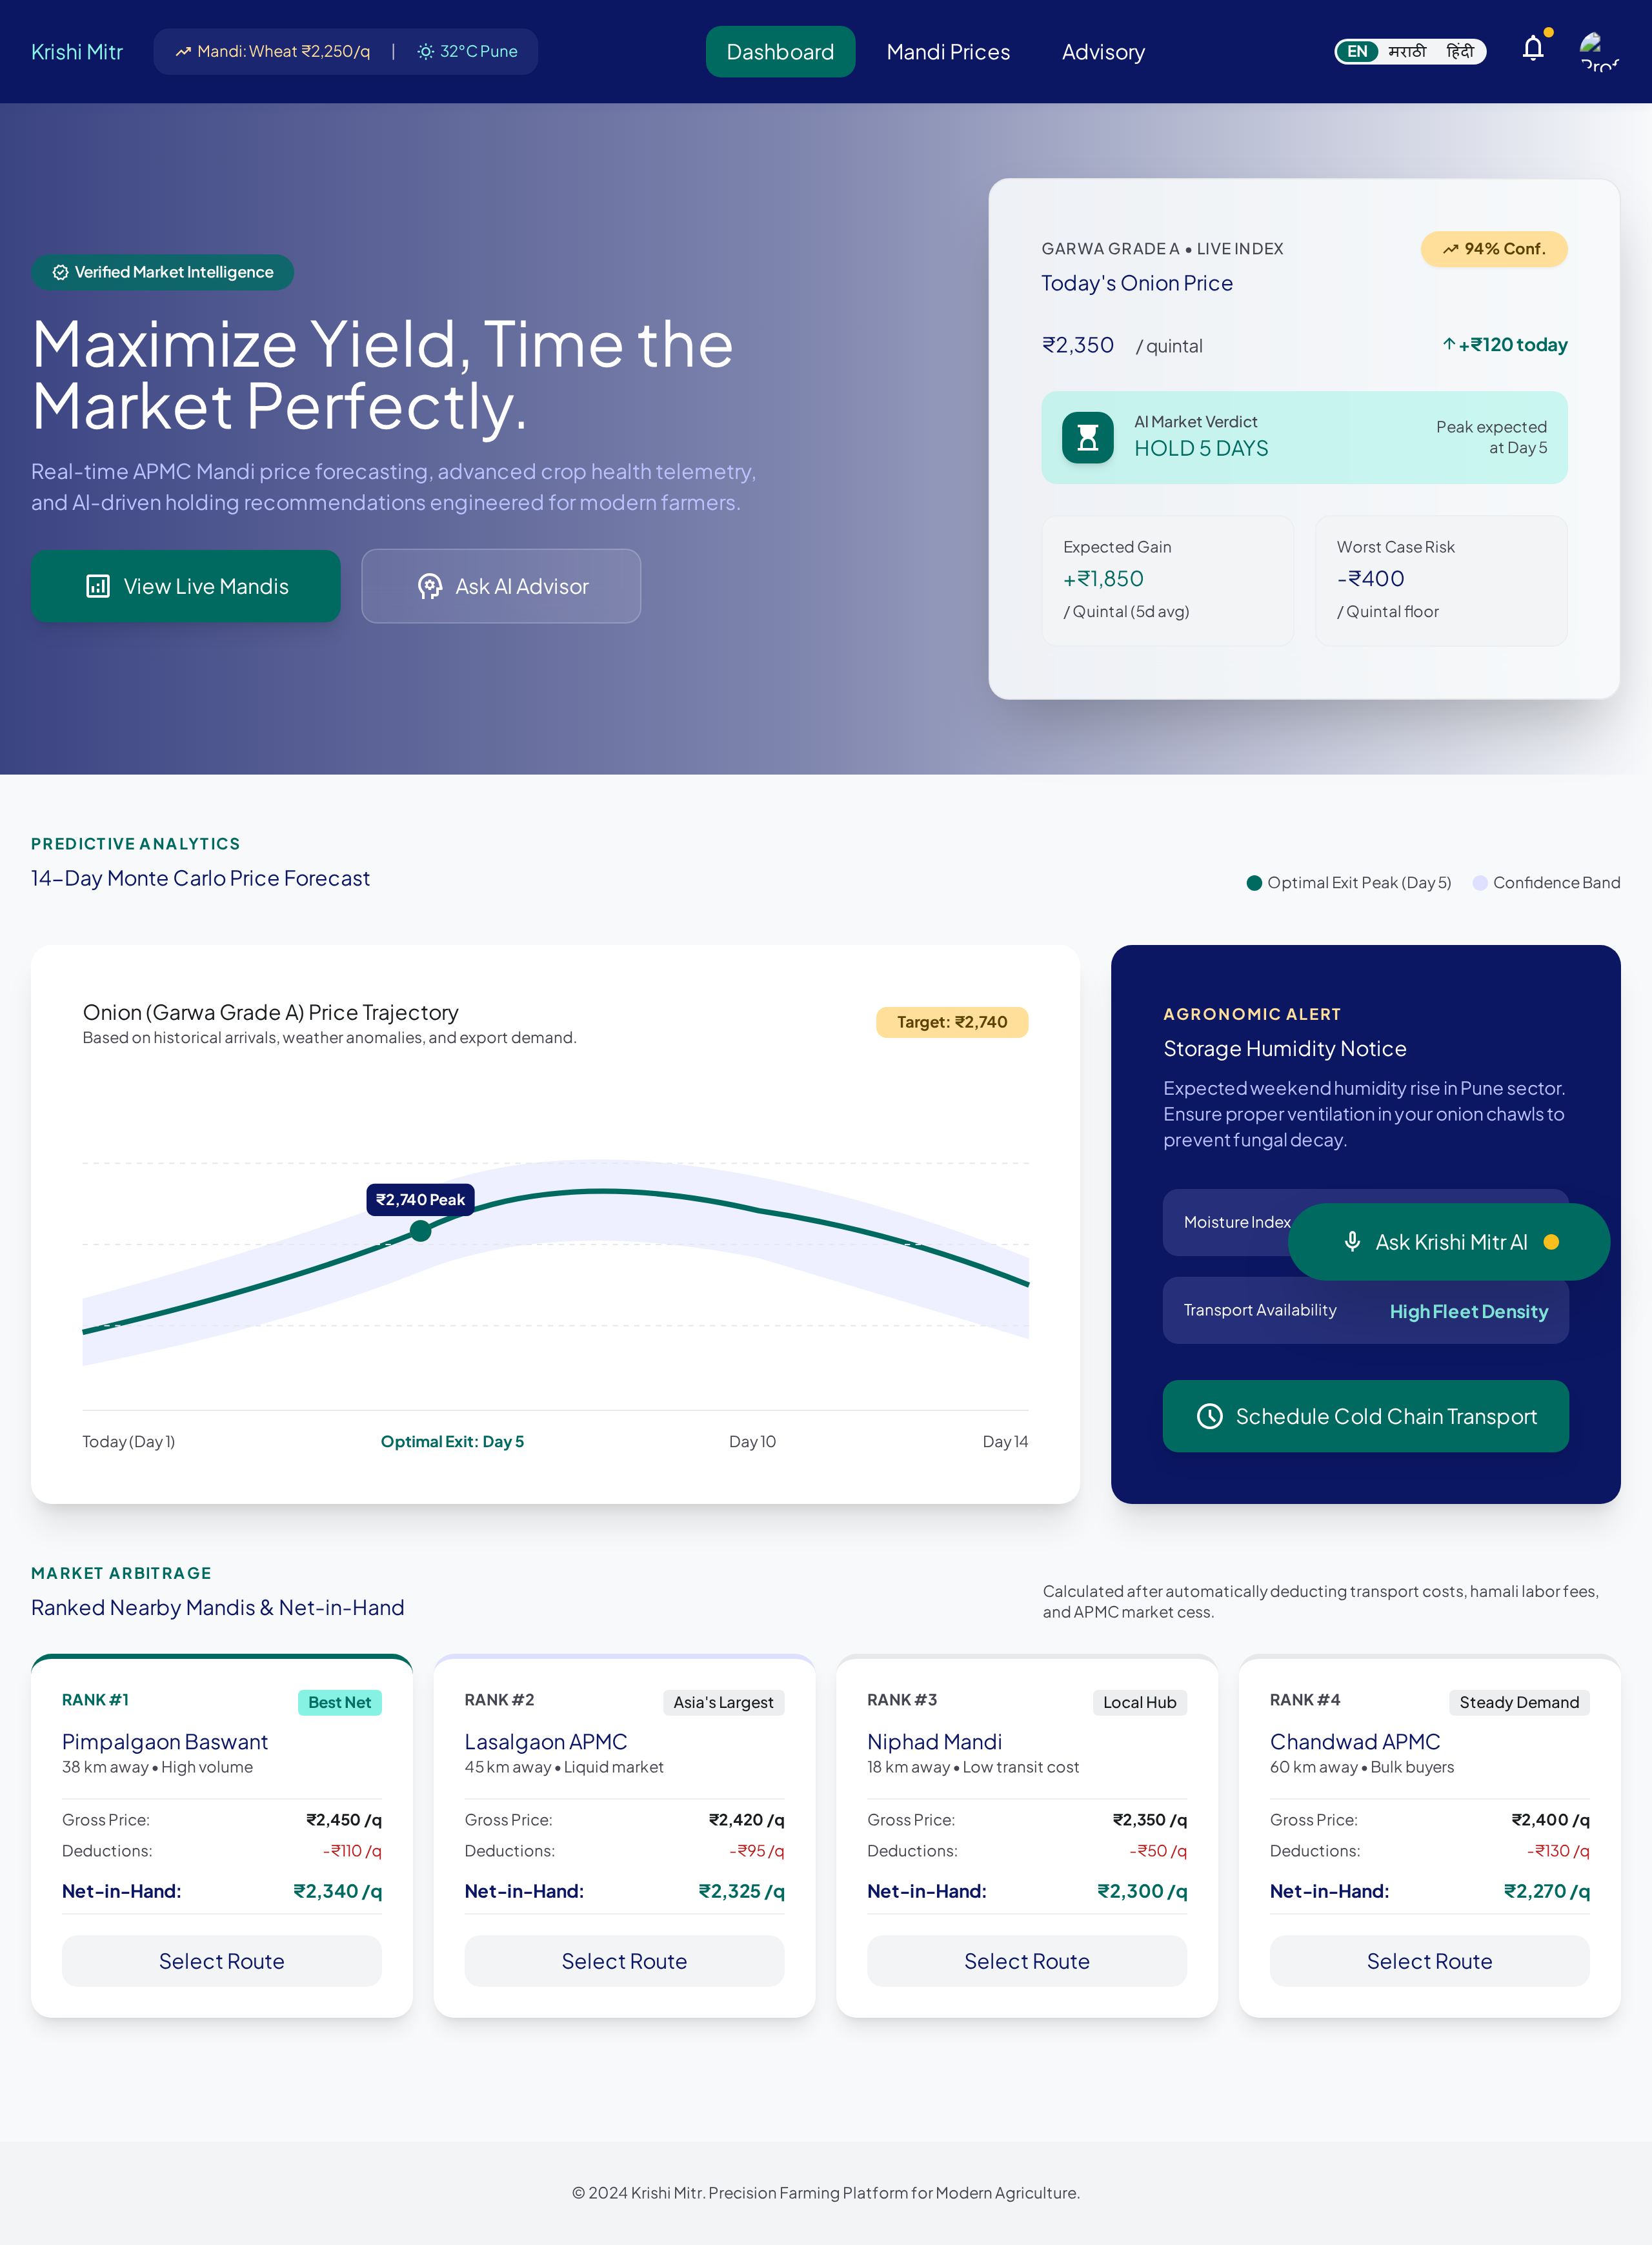 Krishi Mitr
Mandi: Wheat ₹2,250/q | 32°C Pune
Dashboard
Mandi Prices
Advisory
EN मराठी हिंदी
Verified Market Intelligence
Maximize Yield, Time the
Market Perfectly.
Real-time APMC Mandi price forecasting, advanced crop health telemetry,
and AI-driven holding recommendations engineered for modern farmers.
View Live Mandis
Ask AI Advisor
GARWA GRADE A • LIVE INDEX
94% Conf.
Today's Onion Price
₹2,350 / quintal
+₹120 today
AI Market Verdict
HOLD 5 DAYS
Peak expected
at Day 5
Expected Gain
+₹1,850
/ Quintal (5d avg)
Worst Case Risk
-₹400
/ Quintal floor
PREDICTIVE ANALYTICS
14-Day Monte Carlo Price Forecast
Optimal Exit Peak (Day 5)
Confidence Band
Onion (Garwa Grade A) Price Trajectory
Based on historical arrivals, weather anomalies, and export demand.
Target: ₹2,740
₹2,740 Peak
Today (Day 1)
Optimal Exit: Day 5
Day 10
Day 14
AGRONOMIC ALERT
Storage Humidity Notice
Expected weekend humidity rise in Pune sector.
Ensure proper ventilation in your onion chawls to
prevent fungal decay.
Moisture Index
Ask Krishi Mitr AI
Transport Availability
High Fleet Density
Schedule Cold Chain Transport
MARKET ARBITRAGE
Ranked Nearby Mandis & Net-in-Hand
Calculated after automatically deducting transport costs, hamali labor fees,
and APMC market cess.
RANK #1
Best Net
Pimpalgaon Baswant
38 km away • High volume
Gross Price: ₹2,450 /q
Deductions: -₹110 /q
Net-in-Hand: ₹2,340 /q
Select Route
RANK #2
Asia's Largest
Lasalgaon APMC
45 km away • Liquid market
Gross Price: ₹2,420 /q
Deductions: -₹95 /q
Net-in-Hand: ₹2,325 /q
Select Route
RANK #3
Local Hub
Niphad Mandi
18 km away • Low transit cost
Gross Price: ₹2,350 /q
Deductions: -₹50 /q
Net-in-Hand: ₹2,300 /q
Select Route
RANK #4
Steady Demand
Chandwad APMC
60 km away • Bulk buyers
Gross Price: ₹2,400 /q
Deductions: -₹130 /q
Net-in-Hand: ₹2,270 /q
Select Route
© 2024 Krishi Mitr. Precision Farming Platform for Modern Agriculture.